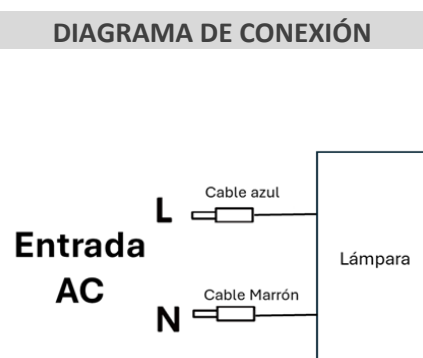 DIAGRAMA DE CONEXIÓN
Cable azul
L
Entrada
AC
Lámpara
Cable Marrón
N